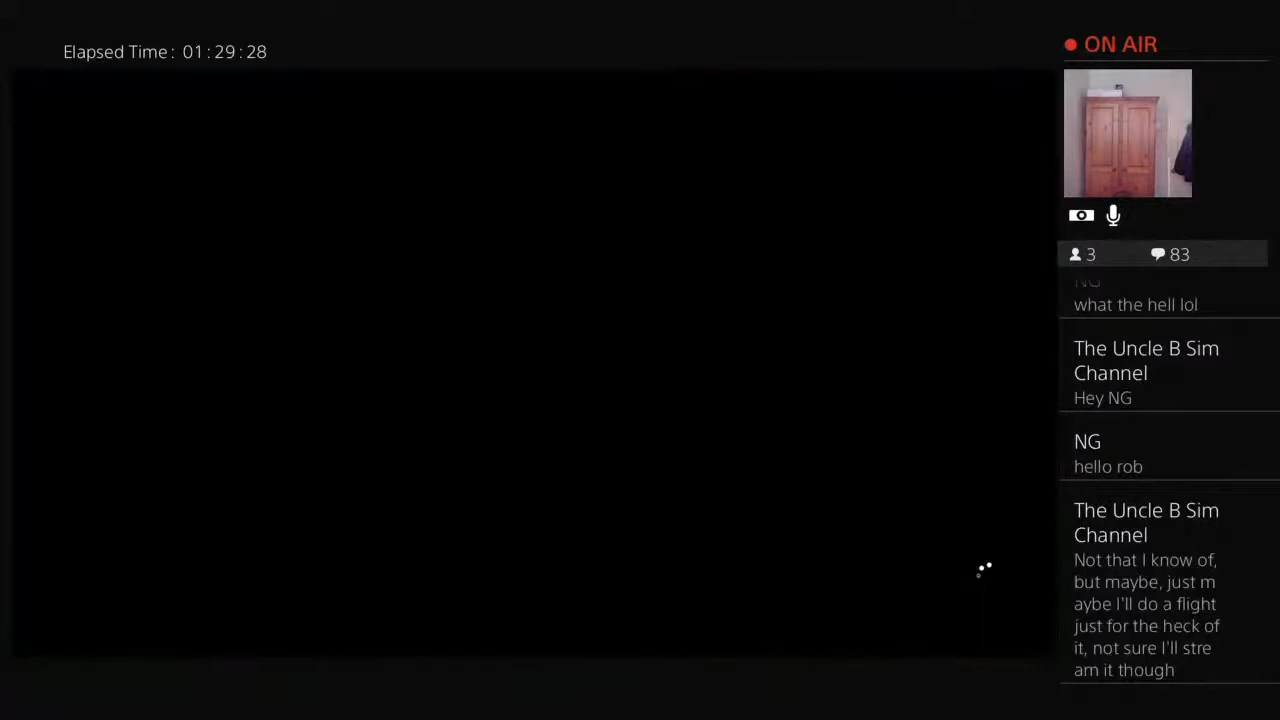 Elapsed Time: 01:29:28
ON AIR
3 83
NG
what the hell lol
The Uncle B Sim
Channel
Hey NG
NG
hello rob
The Uncle B Sim
Channel
Not that I know of,
but maybe, just m
aybe I'll do a flight
just for the heck of
it, not sure I'll stre
am it though